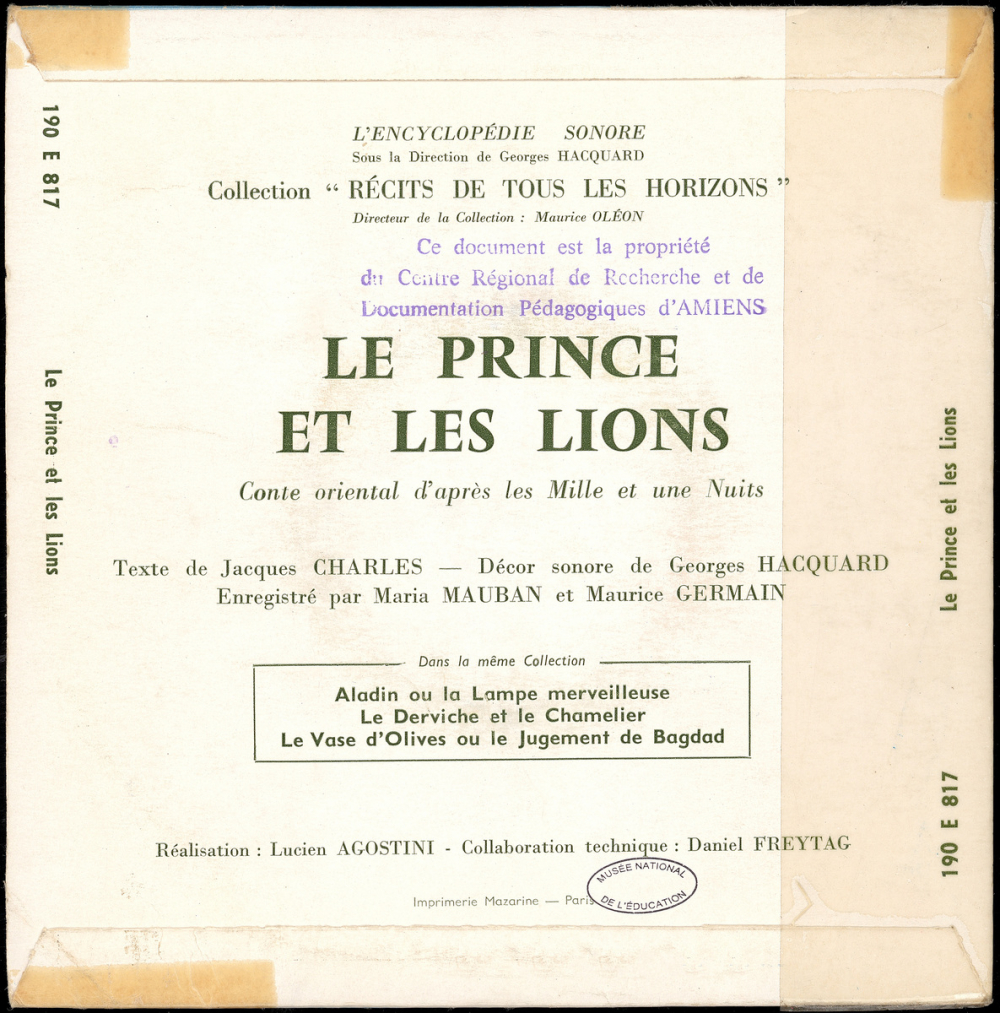 L'ENCYCLOPÉDIE SONORE
Sous la Direction de Georges HACQUARD
Collection “ RÉCITS DE TOUS LES HORIZONS ”
Directeur de la Collection : Maurice OLÉON
Ce document est la propriété
du Centre Régional de Recherche et de
Documentation Pédagogiques d'AMIENS
LE PRINCE
ET LES LIONS
Conte oriental d'après les Mille et une Nuits
Texte de Jacques CHARLES — Décor sonore de Georges HACQUARD
Enregistré par Maria MAUBAN et Maurice GERMAIN
Dans la même Collection
Aladin ou la Lampe merveilleuse
Le Derviche et le Chamelier
Le Vase d'Olives ou le Jugement de Bagdad
Réalisation : Lucien AGOSTINI - Collaboration technique : Daniel FREYTAG
MUSÉE NATIONAL
DE L'ÉDUCATION
Imprimerie Mazarine — Paris
190 E 817
Le Prince et les Lions
Le Prince et les Lions
190 E 817